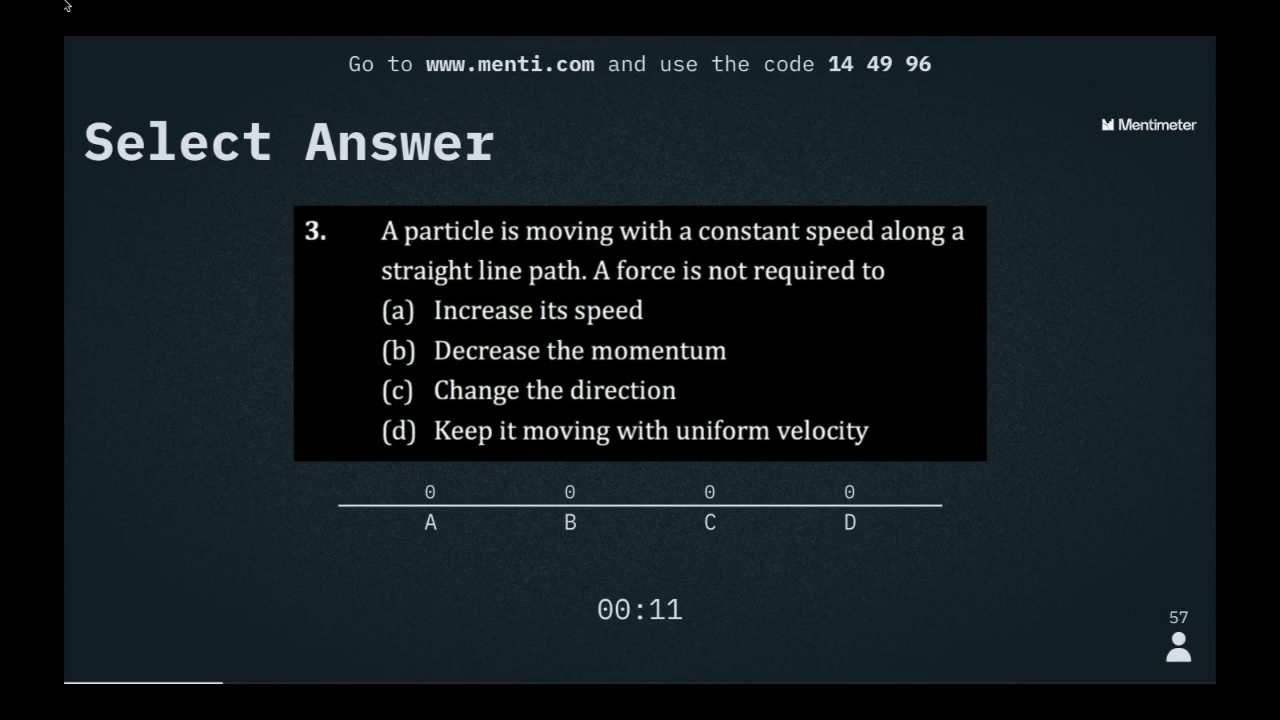 Go to www.menti.com and use the code 14 49 96
Select Answer
Mentimeter
3. A particle is moving with a constant speed along a
straight line path. A force is not required to
(a) Increase its speed
(b) Decrease the momentum
(c) Change the direction
(d) Keep it moving with uniform velocity
0 0 0 0
A B C D
00:11
57